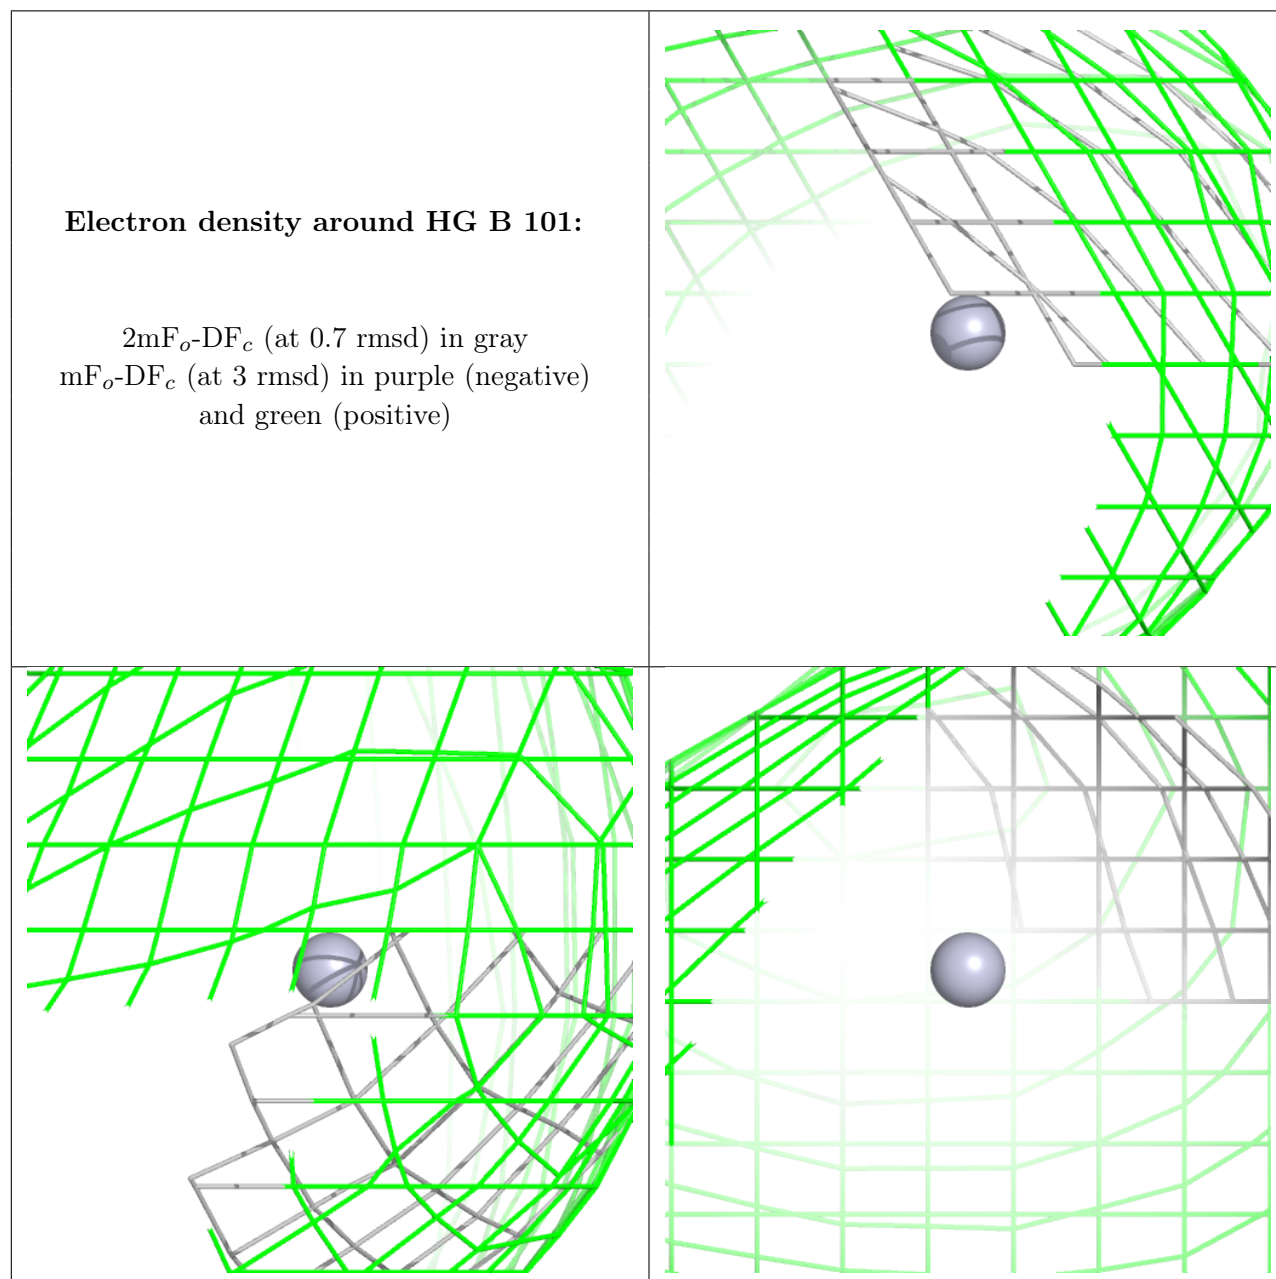 Electron density around HG B 101:
2mFo-DFc (at 0.7 rmsd) in gray
mFo-DFc (at 3 rmsd) in purple (negative)
and green (positive)